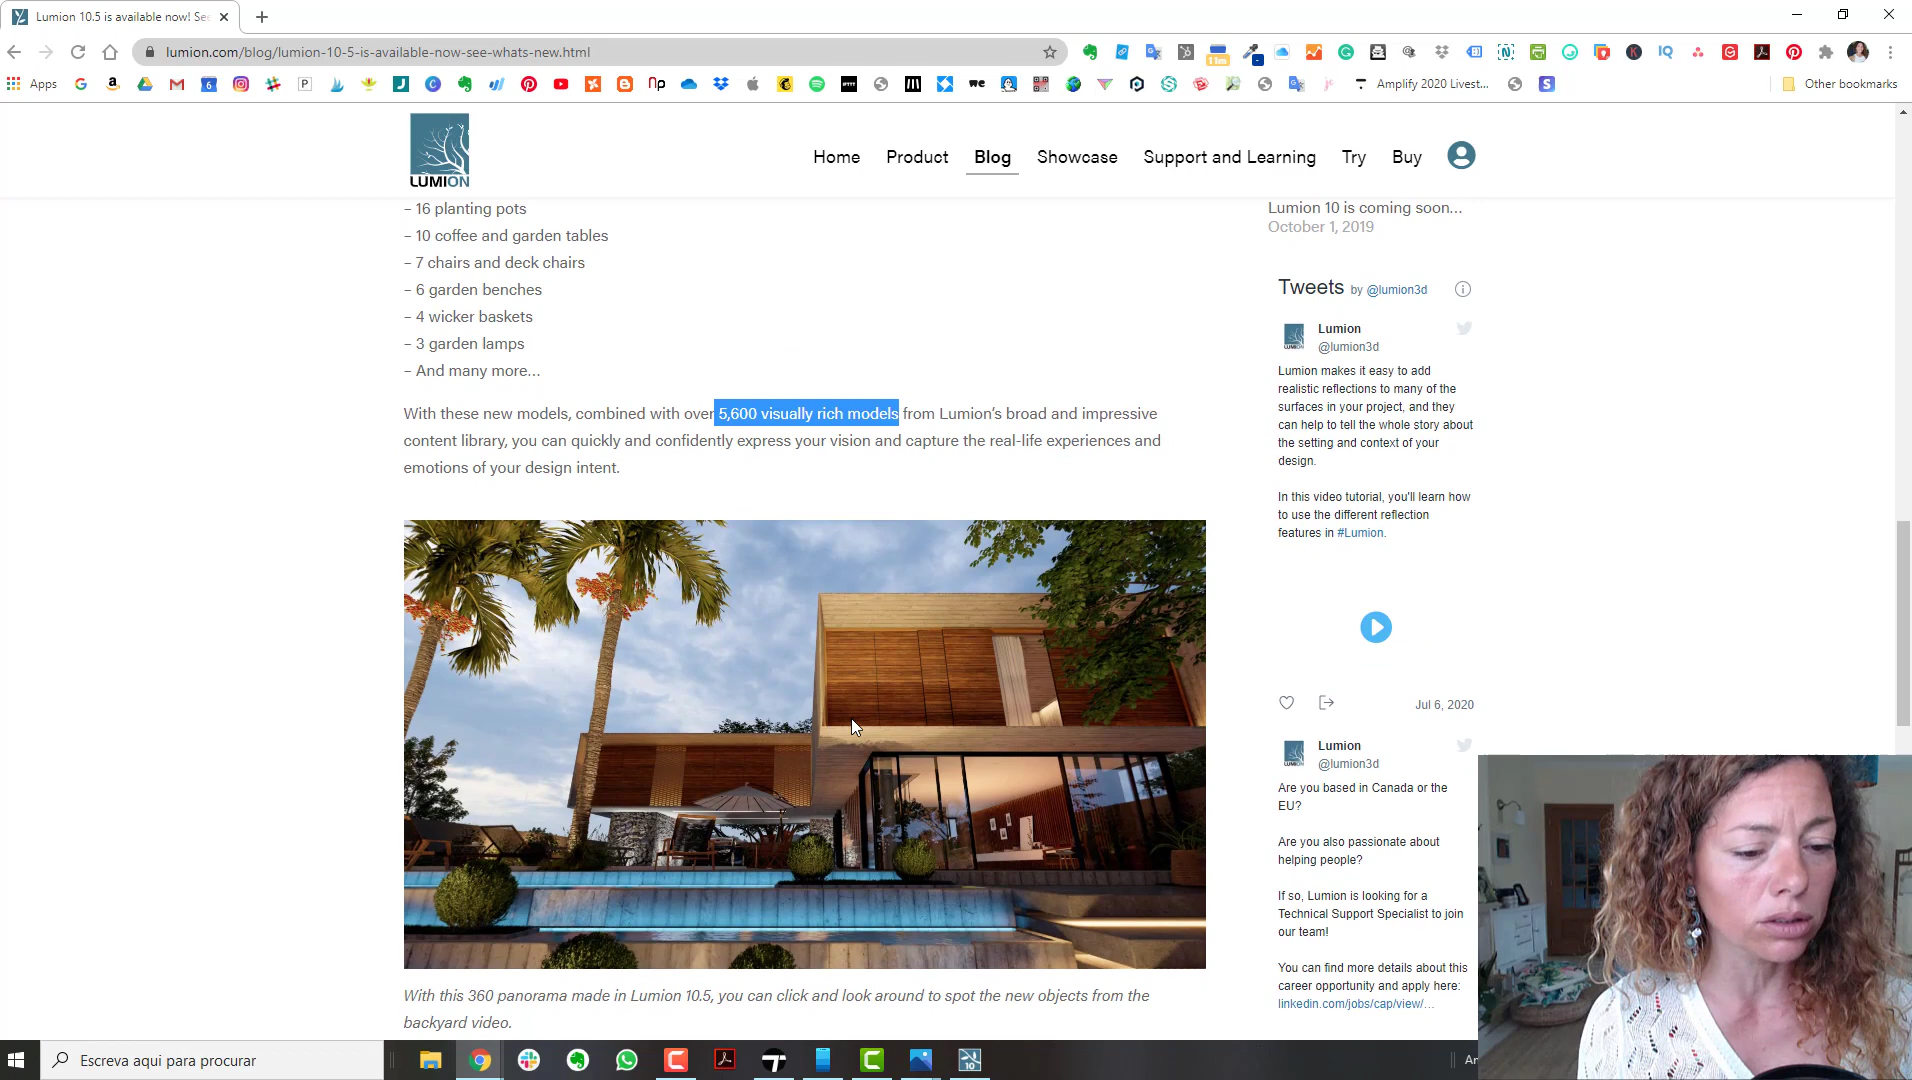 Lumion 10.5 is available now! See
lumion.com/blog/lumion-10-5-is-available-now-see-whats-new.html
11m
Apps
Amplify 2020 Livest...
Other bookmarks
LUMION
Home
Product
Blog
Showcase
Support and Learning
Try
Buy
– 16 planting pots
– 10 coffee and garden tables
– 7 chairs and deck chairs
– 6 garden benches
– 4 wicker baskets
– 3 garden lamps
– And many more…
With these new models, combined with over 5,600 visually rich models from Lumion’s broad and impressive
content library, you can quickly and confidently express your vision and capture the real-life experiences and
emotions of your design intent.
With this 360 panorama made in Lumion 10.5, you can click and look around to spot the new objects from the
backyard video.
Lumion 10 is coming soon…
October 1, 2019
Tweets by @lumion3d
Lumion
@lumion3d
Lumion makes it easy to add
realistic reflections to many of the
surfaces in your project, and they
can help to tell the whole story about
the setting and context of your
design.
In this video tutorial, you'll learn how
to use the different reflection
features in #Lumion.
Jul 6, 2020
Lumion
@lumion3d
Are you based in Canada or the
EU?
Are you also passionate about
helping people?
If so, Lumion is looking for a
Technical Support Specialist to join
our team!
You can find more details about this
career opportunity and apply here:
linkedin.com/jobs/cap/view/…
Escreva aqui para procurar